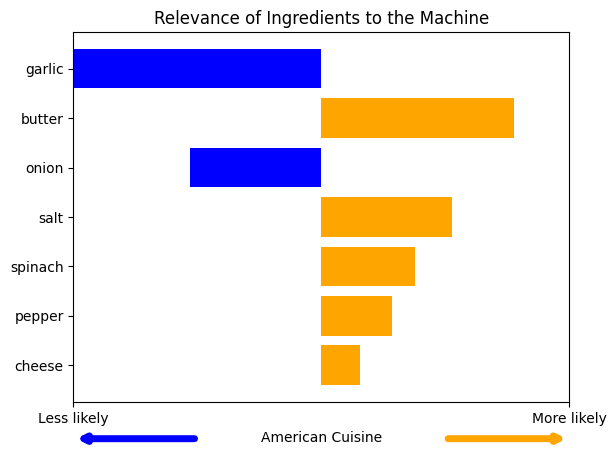 Relevance of Ingredients to the Machine
garlic
butter
onion
salt
spinach
pepper
cheese
Less likely
More likely
American Cuisine